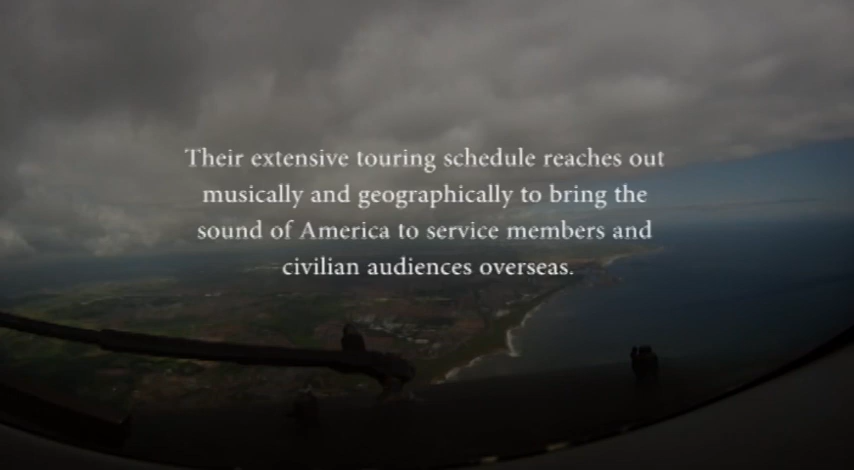 Their extensive touring schedule reaches out
musically and geographically to bring the
sound of America to service members and
civilian audiences overseas.